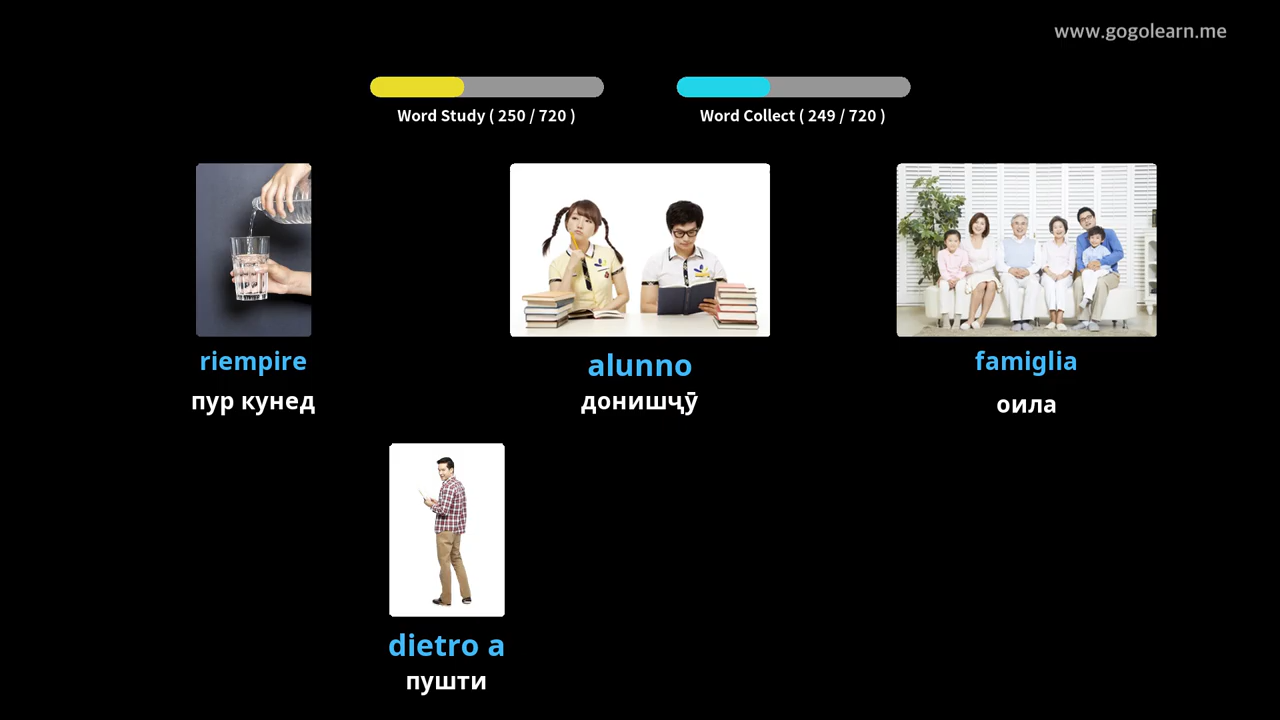 www.gogolearn.me
Word Study ( 250 / 720 )
Word Collect ( 249 / 720 )
riempire
пур кунед
alunno
донишҷӯ
famiglia
оила
dietro a
пушти